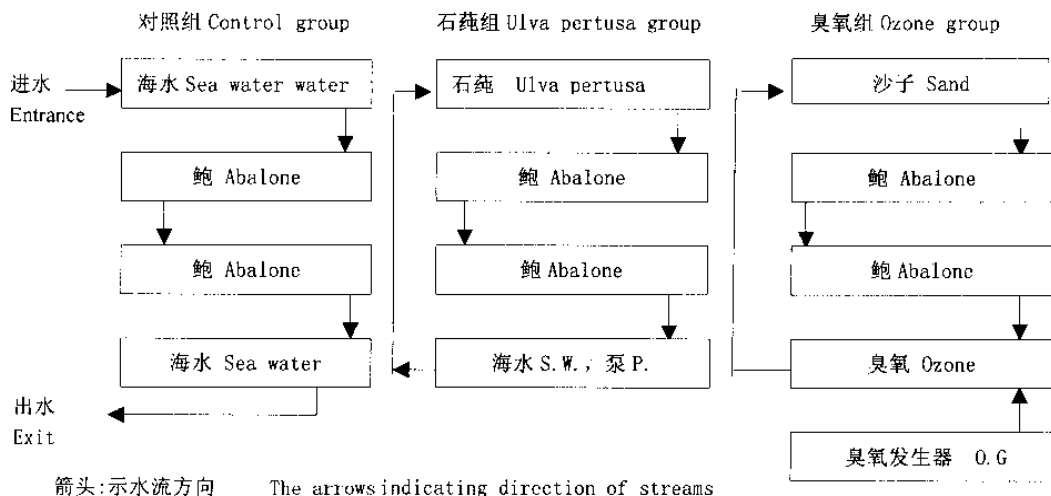 对照组 Control group
石莼组 Ulva pertusa group
臭氧组 Ozone group
进水
Entrance
海水 Sea water water
鲍 Abalone
鲍 Abalone
海水 Sea water
出水
Exit
石莼 Ulva pertusa
鲍 Abalone
鲍 Abalone
海水 S.W., 泵 P.
沙子 Sand
鲍 Abalone
鲍 Abalone
臭氧 Ozone
臭氧发生器 O.G
箭头:示水流方向 The arrows indicating direction of streams